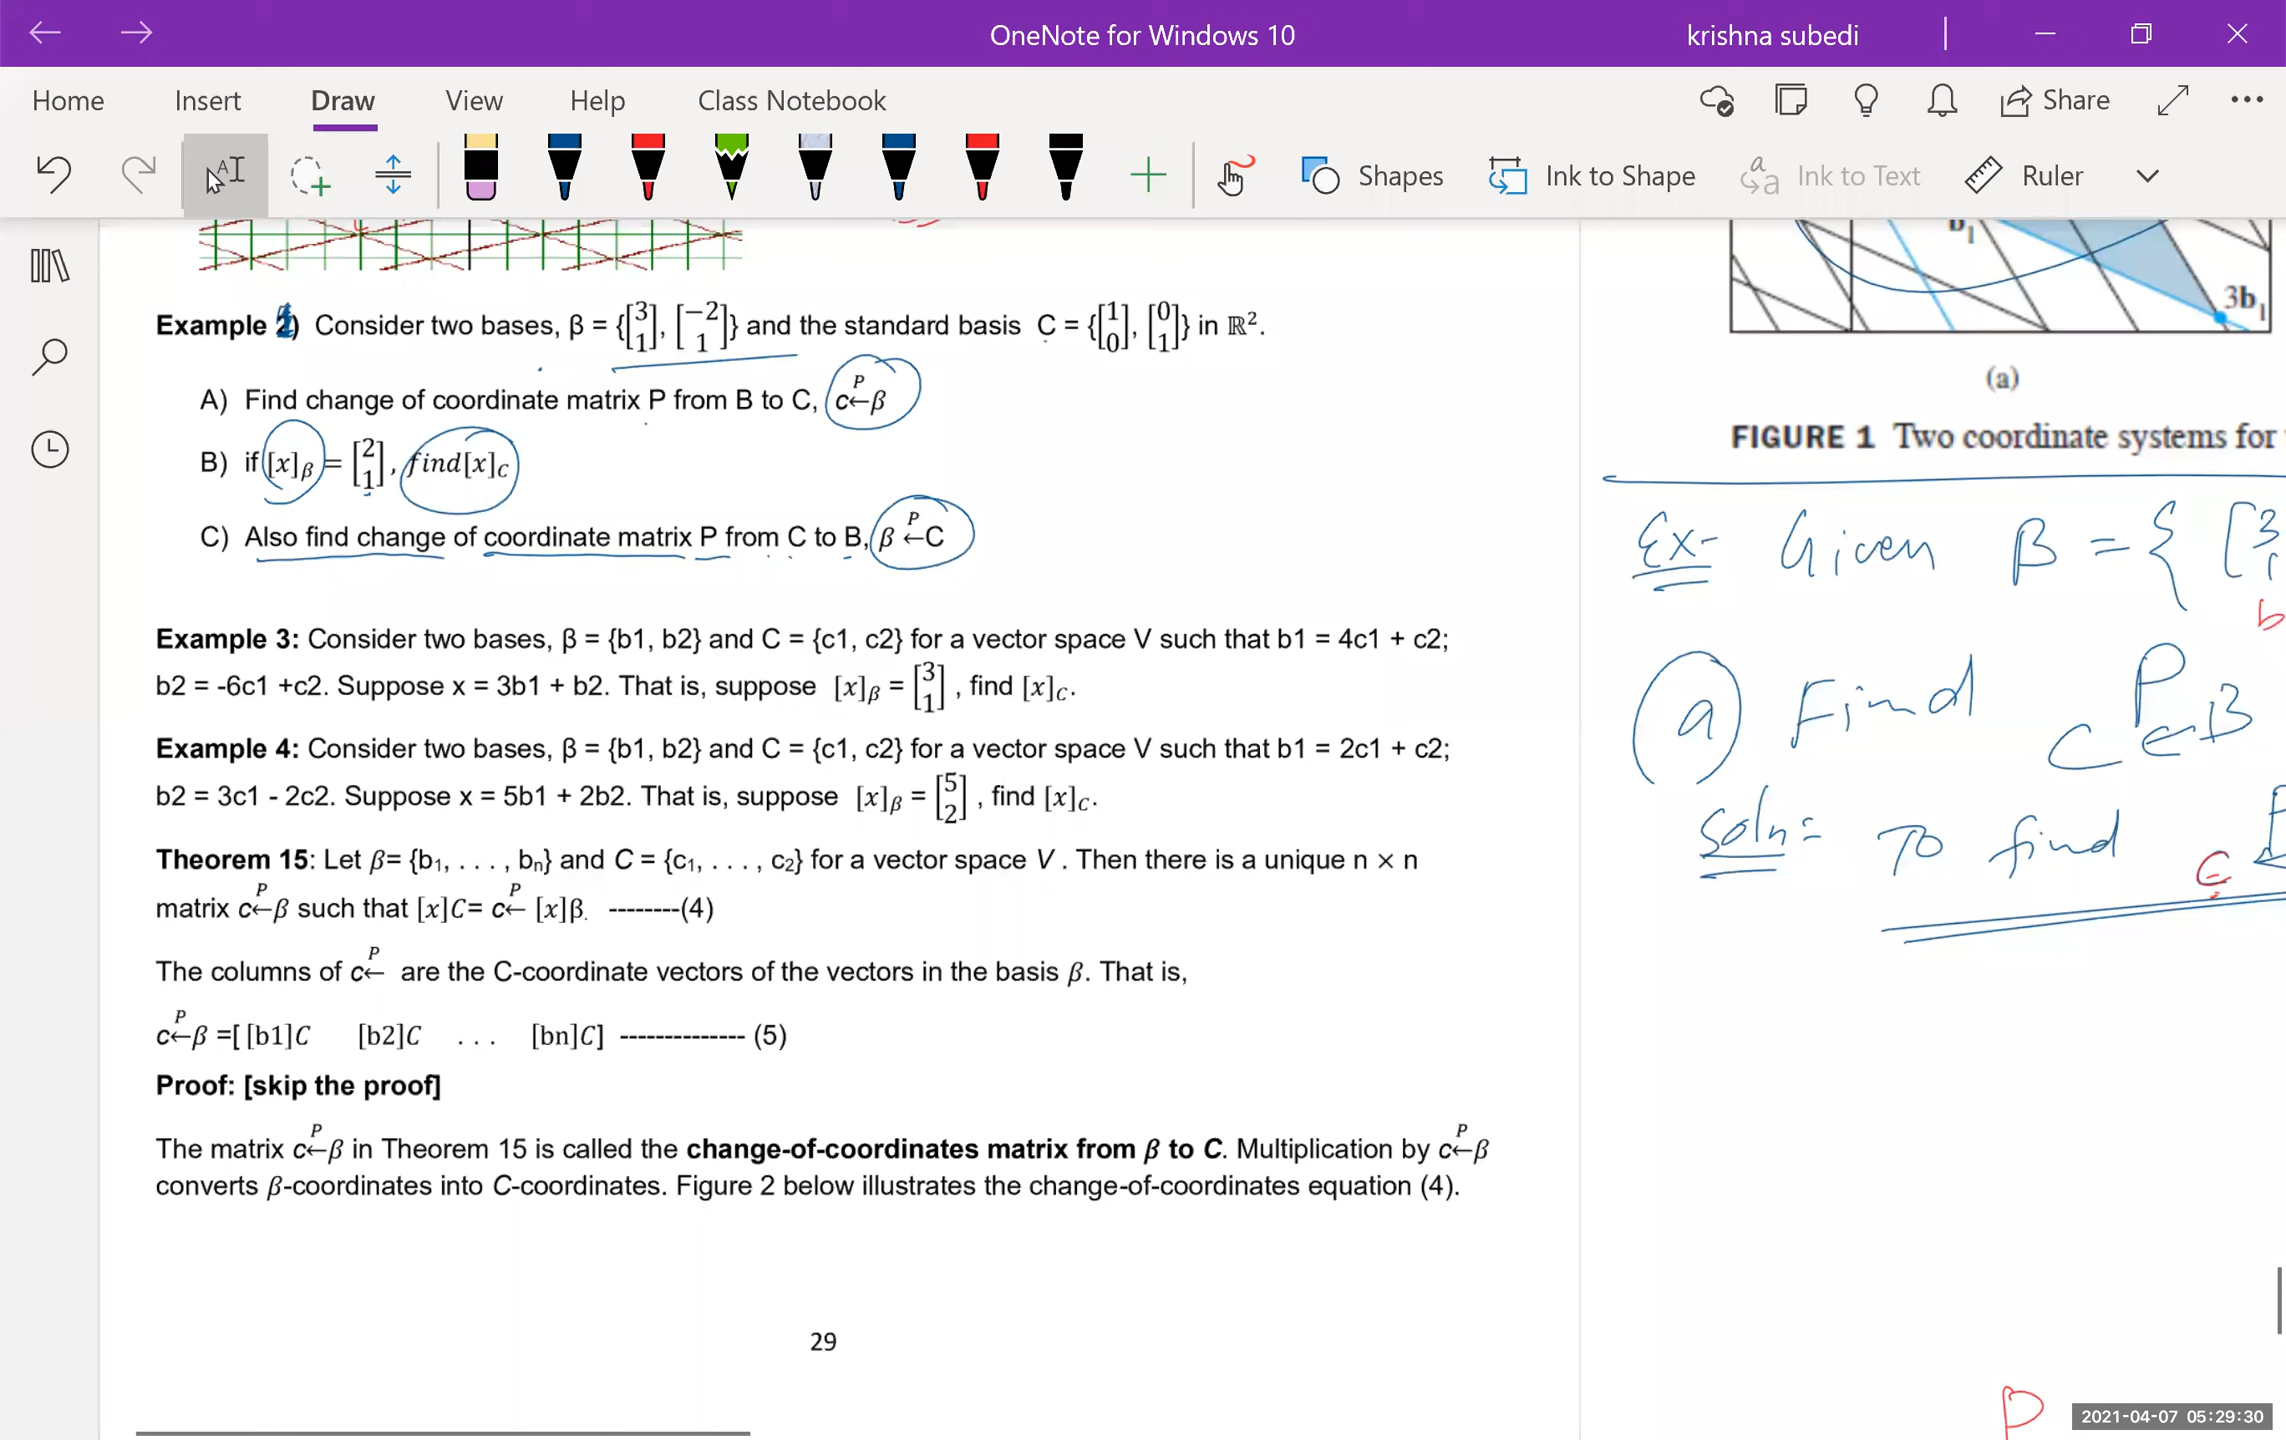 OneNote for Windows 10
krishna subedi
Home Insert Draw View Help Class Notebook Share
Shapes Ink to Shape Ink to Text Ruler
Example 1) Consider two bases, β = {[3 1], [−2 1]} and the standard basis C = {[1 0], [0 1]} in ℝ².
A) Find change of coordinate matrix P from B to C, P c←β
B) if [x]β = [2 1], find[x]C
C) Also find change of coordinate matrix P from C to B, P β←C
Example 3: Consider two bases, β = {b1, b2} and C = {c1, c2} for a vector space V such that b1 = 4c1 + c2;
b2 = -6c1 +c2. Suppose x = 3b1 + b2. That is, suppose [x]β = [3 1] , find [x]C.
Example 4: Consider two bases, β = {b1, b2} and C = {c1, c2} for a vector space V such that b1 = 2c1 + c2;
b2 = 3c1 - 2c2. Suppose x = 5b1 + 2b2. That is, suppose [x]β = [5 2] , find [x]C.
Theorem 15: Let β= {b₁, . . . , bn} and C = {c₁, . . . , c₂} for a vector space V . Then there is a unique n × n
matrix P c←β such that [x]C= P c← [x]β. --------(4)
The columns of P c← are the C-coordinate vectors of the vectors in the basis β. That is,
P c←β =[ [b1]C [b2]C . . . [bn]C] -------------- (5)
Proof: [skip the proof]
The matrix P c←β in Theorem 15 is called the change-of-coordinates matrix from β to C. Multiplication by P c←β
converts β-coordinates into C-coordinates. Figure 2 below illustrates the change-of-coordinates equation (4).
29
b₁
3b₁
(a)
FIGURE 1 Two coordinate systems for
Ex- Given β = { [3 1
b
a Find P C←B
Soln= To find C
P
2021-04-07 05:29:30